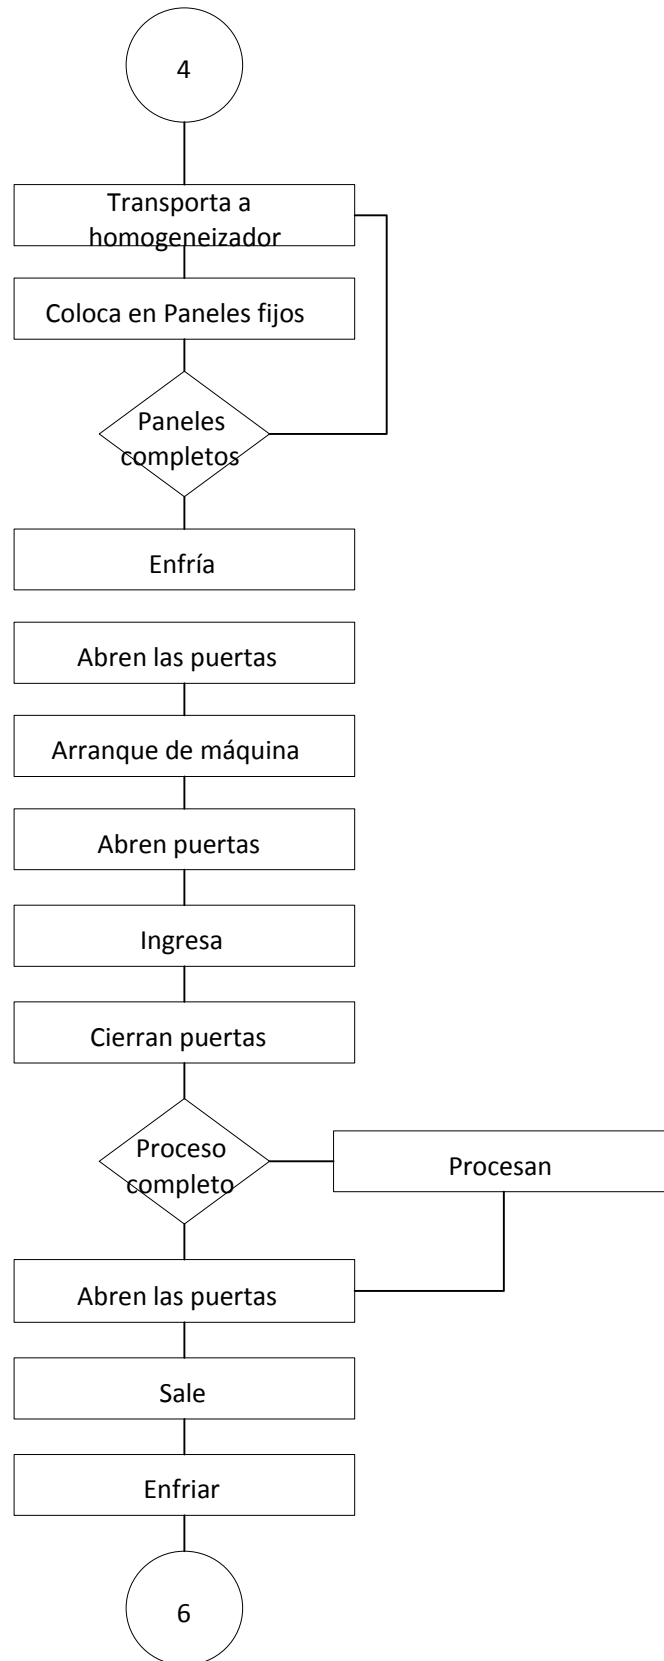 4
Transporta a
homogeneizador
Coloca en Paneles fijos
Paneles
completos
Enfría
Abren las puertas
Arranque de máquina
Abren puertas
Ingresa
Cierran puertas
Proceso
completo
Procesan
Abren las puertas
Sale
Enfriar
6